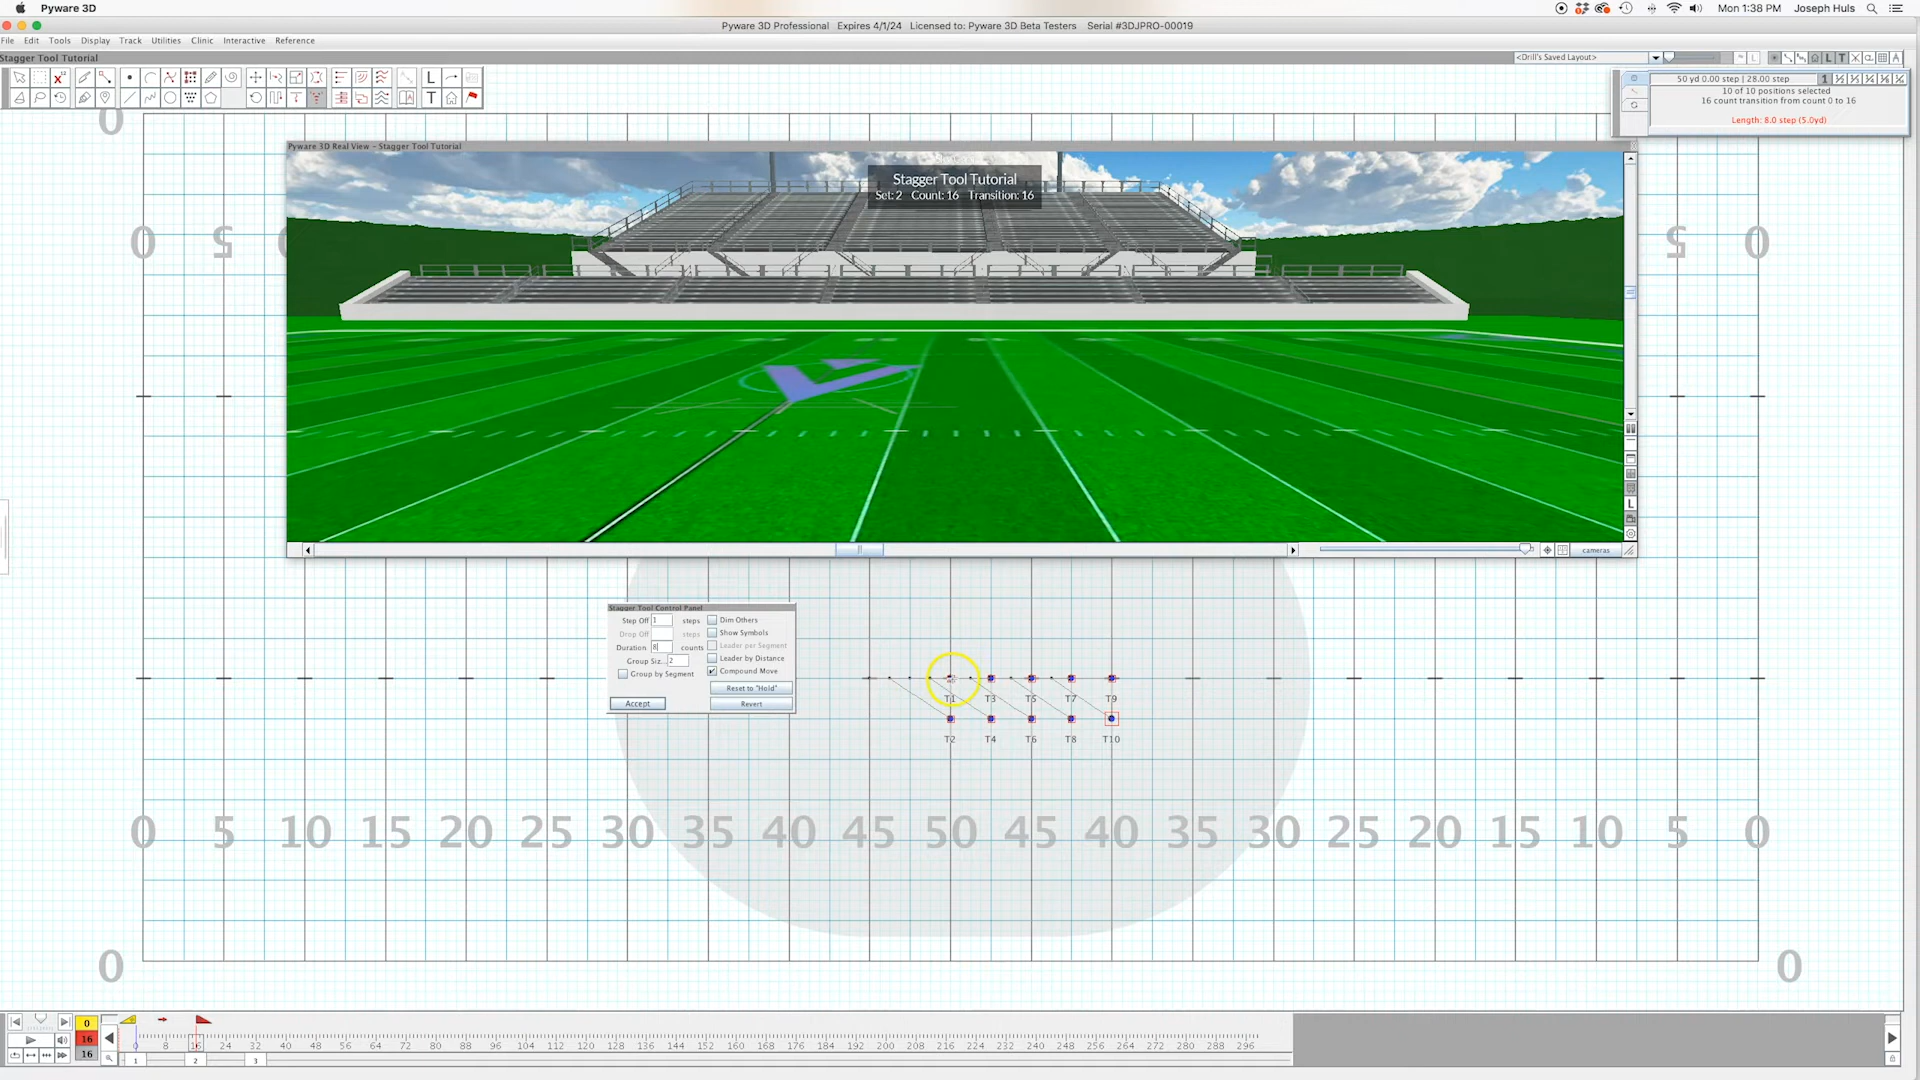 Pyware 3D
Mon 1:38 PM Joseph Huls
Pyware 3D Professional Expires 4/1/24 Licensed to: Pyware 3D Beta Testers Serial #3DJPRO-00019
File Edit Tools Display Track Utilities Clinic Interactive Reference
Stagger Tool Tutorial
<Drill's Saved Layout>
50 yd 0.00 step | 28.00 step
10 of 10 positions selected
16 count transition from count 0 to 16
Length: 8.0 step (5.0yd)
Pyware 3D Real View - Stagger Tool Tutorial
Stagger Tool Tutorial
Set: 2 Count: 16 Transition: 16
cameras
Stagger Tool Control Panel
Step Off 1 steps
Drop Off steps
Duration 8 counts
Group Siz... 2
Group by Segment
Dim Others
Show Symbols
Leader per Segment
Leader by Distance
Compound Move
Reset to "Hold"
Accept
Revert
T1 T3 T5 T7 T9
T2 T4 T6 T8 T10
0 5 10 15 20 25 30 35 40 45 50 45 40 35 30 25 20 15 10 5 0
0 0
0
16
16
0 8 16 24 32 40 48 56 64 72 80 88 96 104 112 120 128 136 144 152 160 168 176 184 192 200 208 216 224 232 240 248 256 264 272 280 288 296
1 2 3